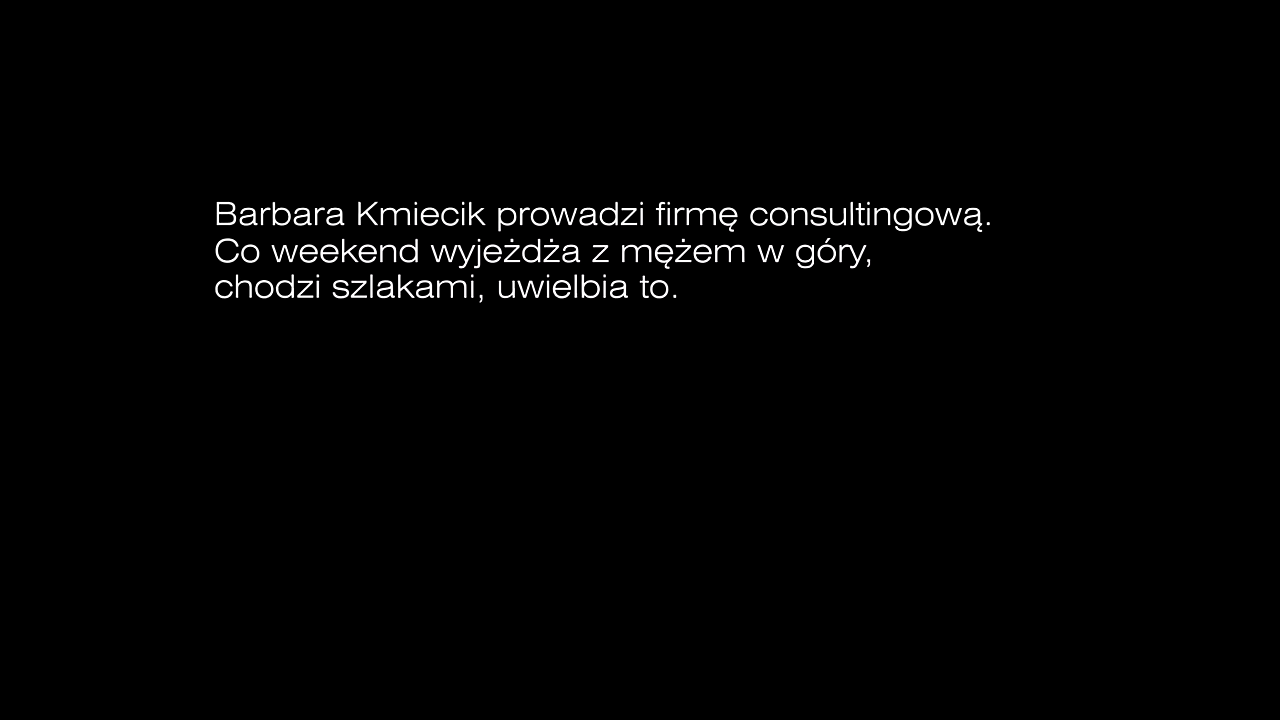 Barbara Kmiecik prowadzi firmę consultingową.
Co weekend wyjeżdża z mężem w góry,
chodzi szlakami, uwielbia to.